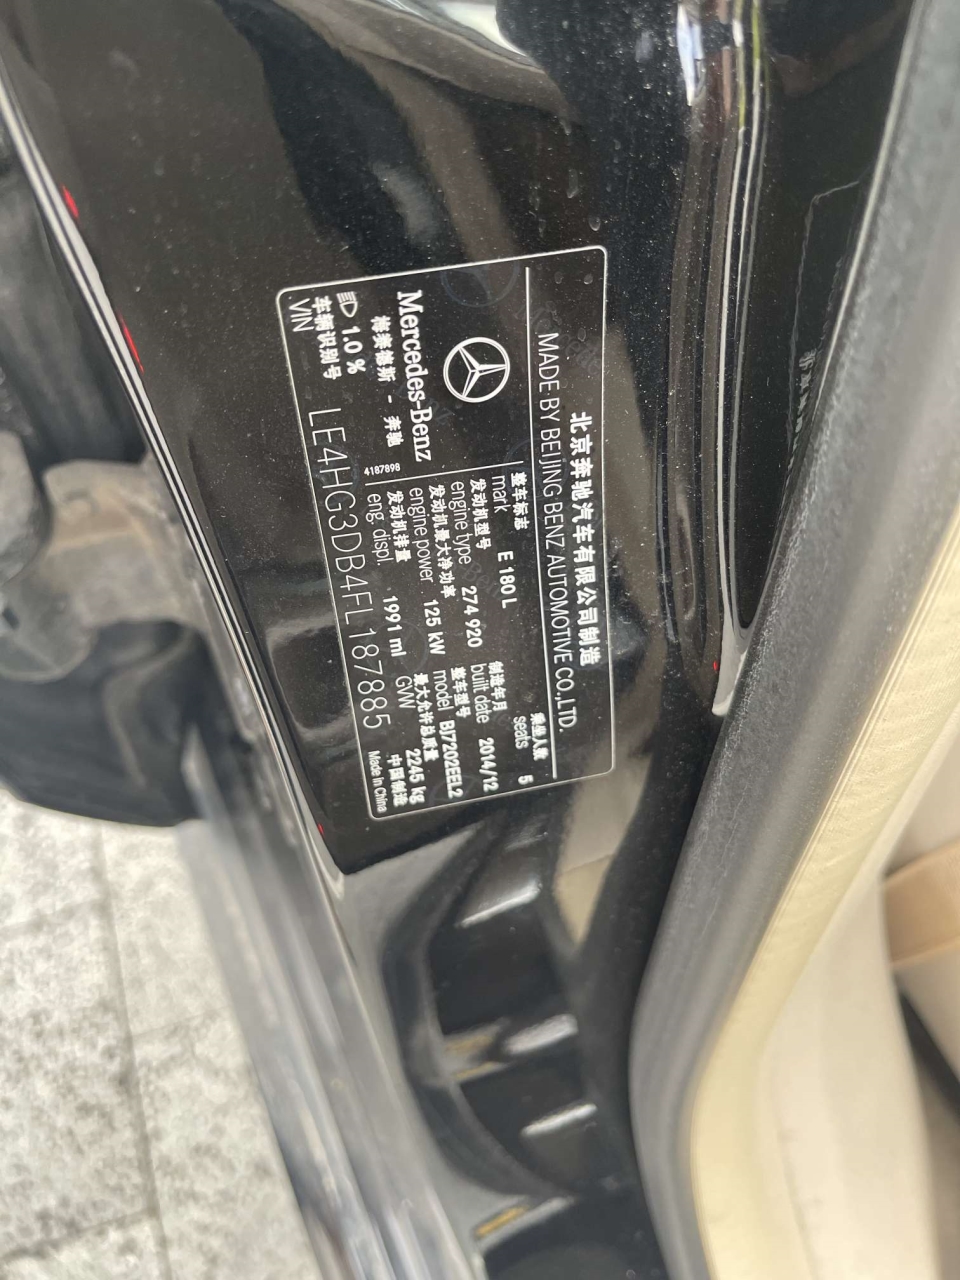 北京奔驰汽车有限公司制造
MADE BY BEIJING BENZ AUTOMOTIVE CO.,LTD.
Mercedes-Benz
梅赛德斯 - 奔驰
1.0 %
4187898
整车标志
mark E 180 L
乘坐人数
seats 5
发动机型号
engine type 274 920
制造年月
built date 2014/12
发动机最大净功率
engine power 125 kW
整车型号
model BJ7202EEL2
发动机排量
eng. displ. 1991 ml
最大允许总质量
GVW 2245 kg
车辆识别号
VIN LE4HG3DB4FL187885
中国制造
Made in China